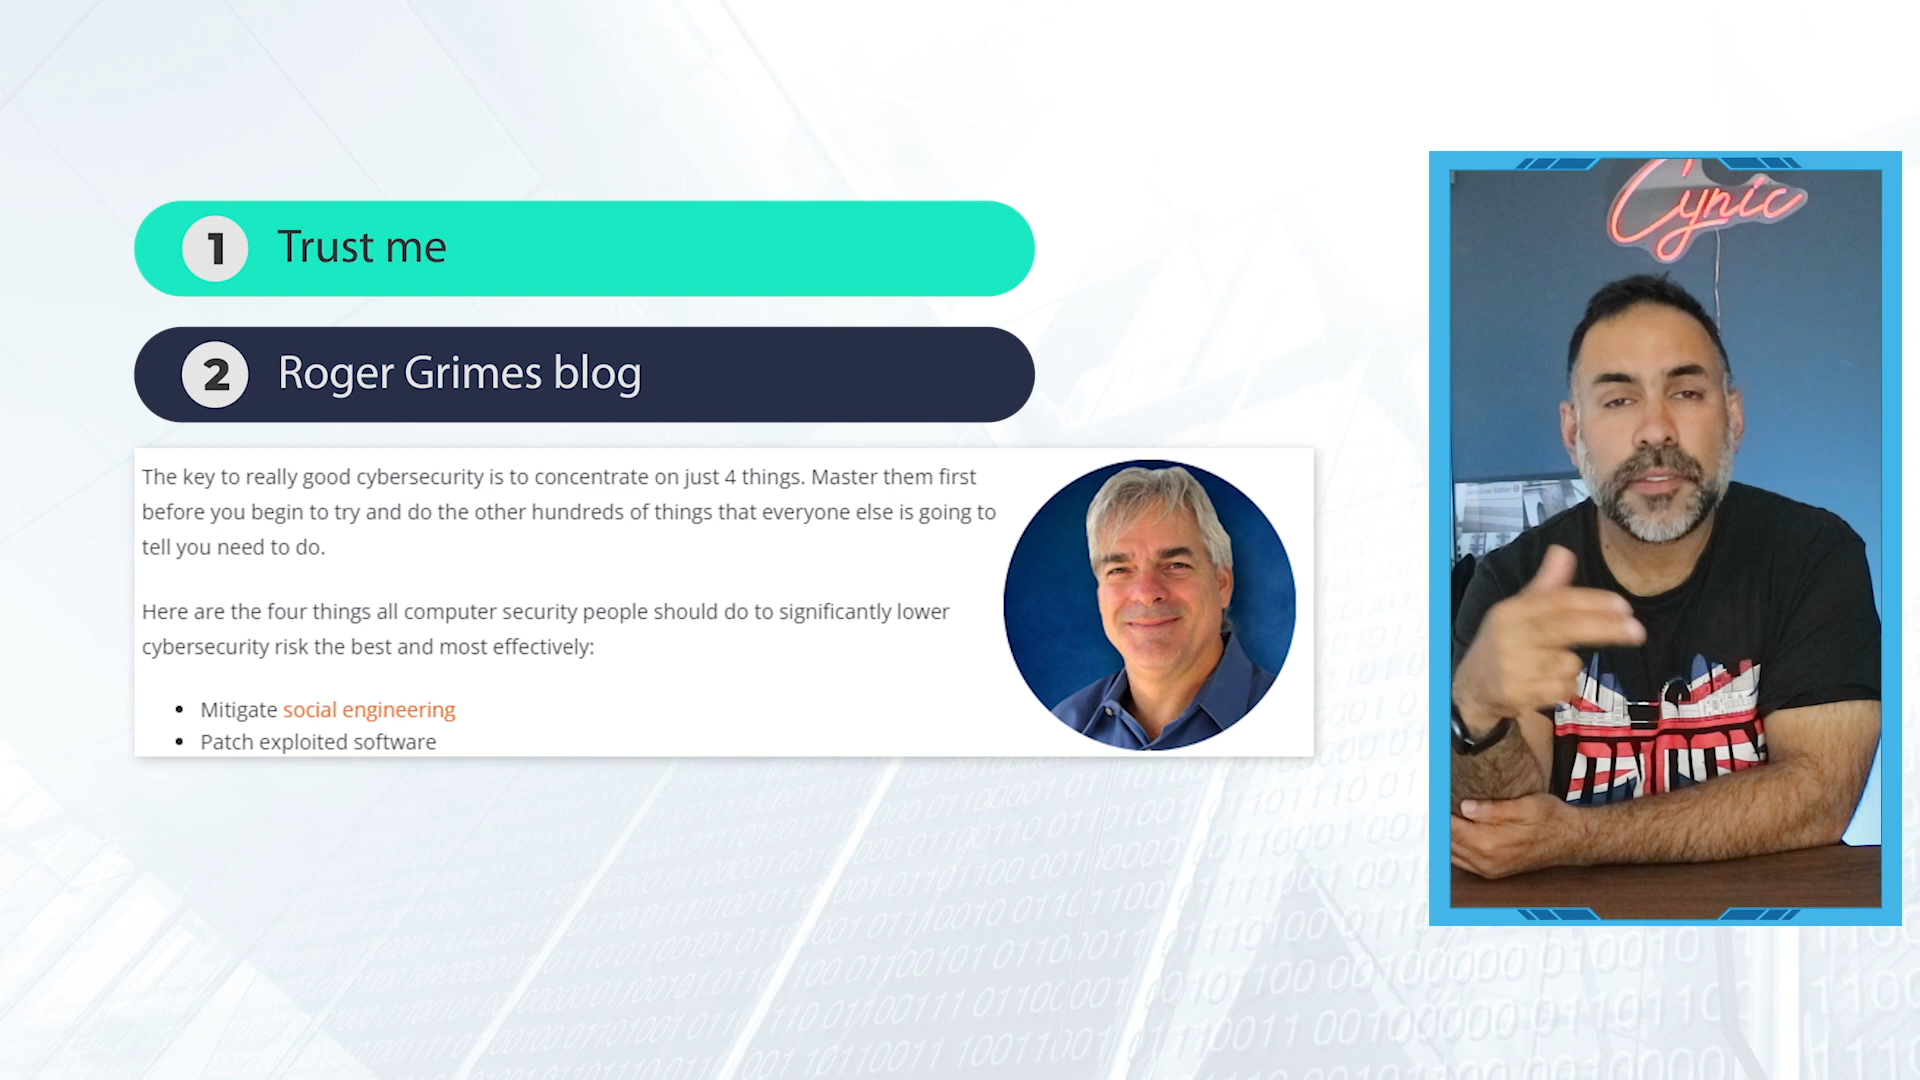 1 Trust me
2 Roger Grimes blog
The key to really good cybersecurity is to concentrate on just 4 things. Master them first
before you begin to try and do the other hundreds of things that everyone else is going to
tell you need to do.
Here are the four things all computer security people should do to significantly lower
cybersecurity risk the best and most effectively:
• Mitigate social engineering
• Patch exploited software
Cynic